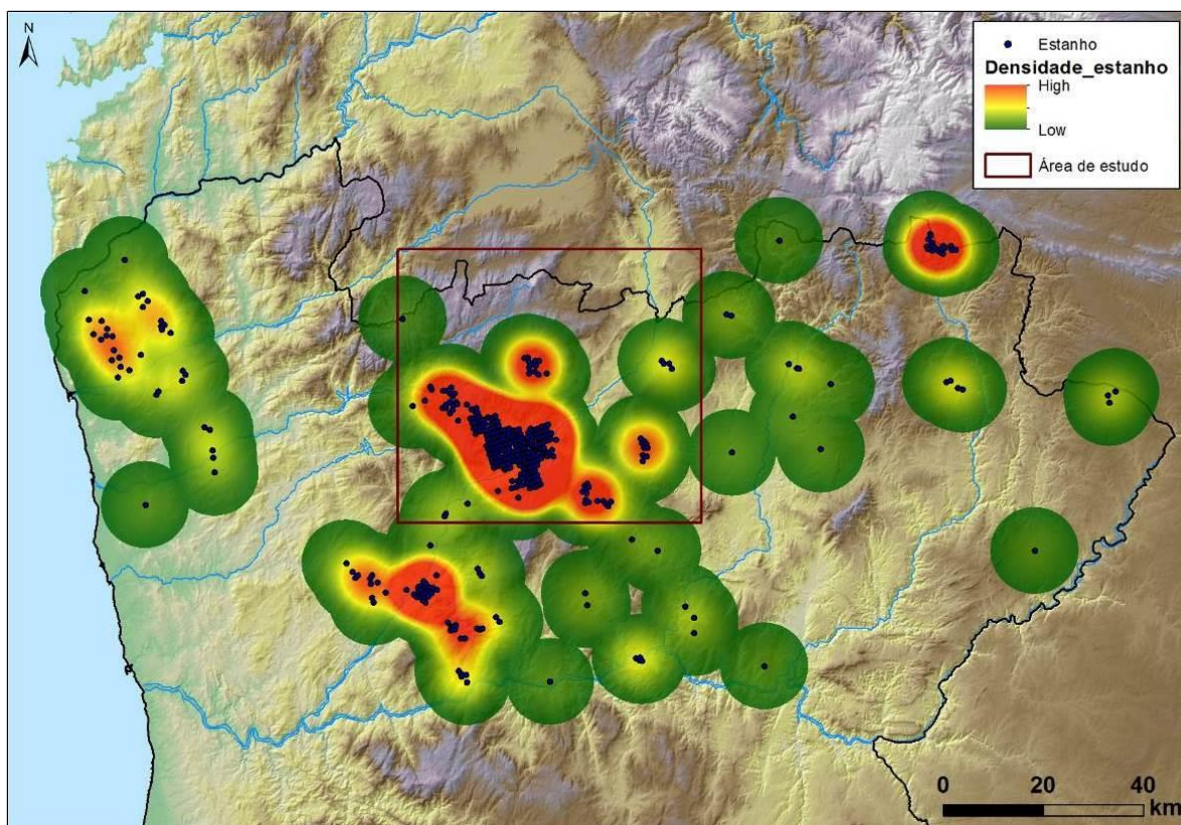 N
Estanho
Densidade_estanho
High
Low
Área de estudo
0 20 40
km